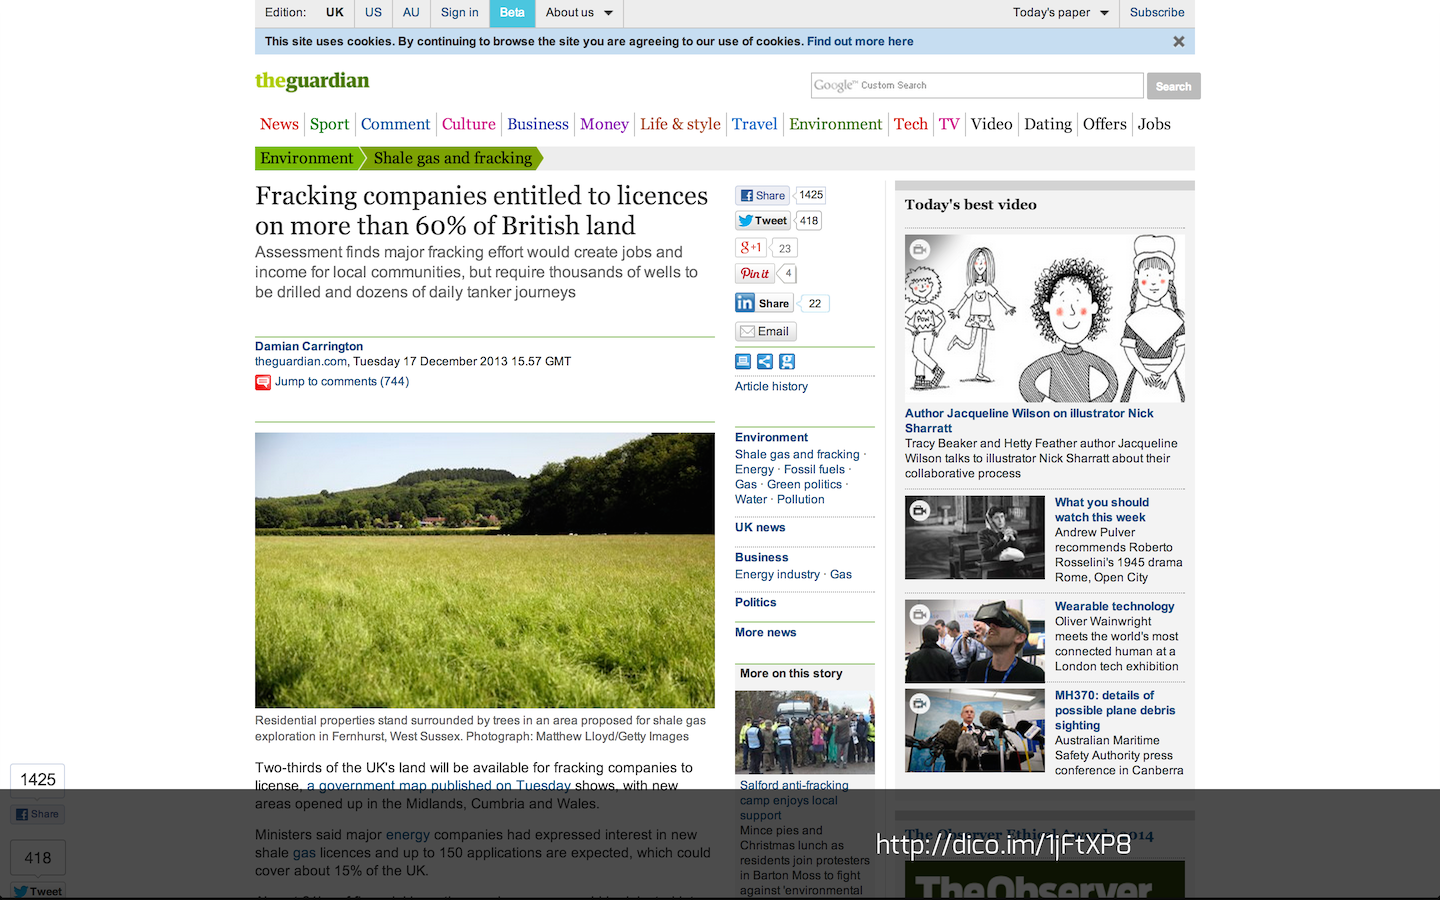 Edition: UK US AU Sign in Beta About us Today's paper Subscribe
This site uses cookies. By continuing to browse the site you are agreeing to our use of cookies. Find out more here
theguardian
Google™ Custom Search Search
News Sport Comment Culture Business Money Life & style Travel Environment Tech TV Video Dating Offers Jobs
Environment Shale gas and fracking
Fracking companies entitled to licences
on more than 60% of British land
Assessment finds major fracking effort would create jobs and
income for local communities, but require thousands of wells to
be drilled and dozens of daily tanker journeys
Damian Carrington
theguardian.com, Tuesday 17 December 2013 15.57 GMT
Jump to comments (744)
Residential properties stand surrounded by trees in an area proposed for shale gas
exploration in Fernhurst, West Sussex. Photograph: Matthew Lloyd/Getty Images
Two-thirds of the UK's land will be available for fracking companies to
license, a government map published on Tuesday shows, with new
areas opened up in the Midlands, Cumbria and Wales.
Ministers said major energy companies had expressed interest in new
shale gas licences and up to 150 applications are expected, which could
cover about 15% of the UK.
1425
Share
418
Tweet
Share 1425
Tweet 418
g+1 23
Pin it 4
in Share 22
Email
Article history
Environment
Shale gas and fracking ·
Energy · Fossil fuels ·
Gas · Green politics ·
Water · Pollution
UK news
Business
Energy industry · Gas
Politics
More news
More on this story
Salford anti-fracking
camp enjoys local
support
Mince pies and
Christmas lunch as
residents join protesters
in Barton Moss to fight
against 'environmental
Today's best video
POW!
Author Jacqueline Wilson on illustrator Nick
Sharratt
Tracy Beaker and Hetty Feather author Jacqueline
Wilson talks to illustrator Nick Sharratt about their
collaborative process
What you should
watch this week
Andrew Pulver
recommends Roberto
Rosselini's 1945 drama
Rome, Open City
Wearable technology
Oliver Wainwright
meets the world's most
connected human at a
London tech exhibition
MH370: details of
possible plane debris
sighting
Australian Maritime
Safety Authority press
conference in Canberra
The Observer Ethical Awards 2014
http://dico.im/1jFtXP8
TheObserver